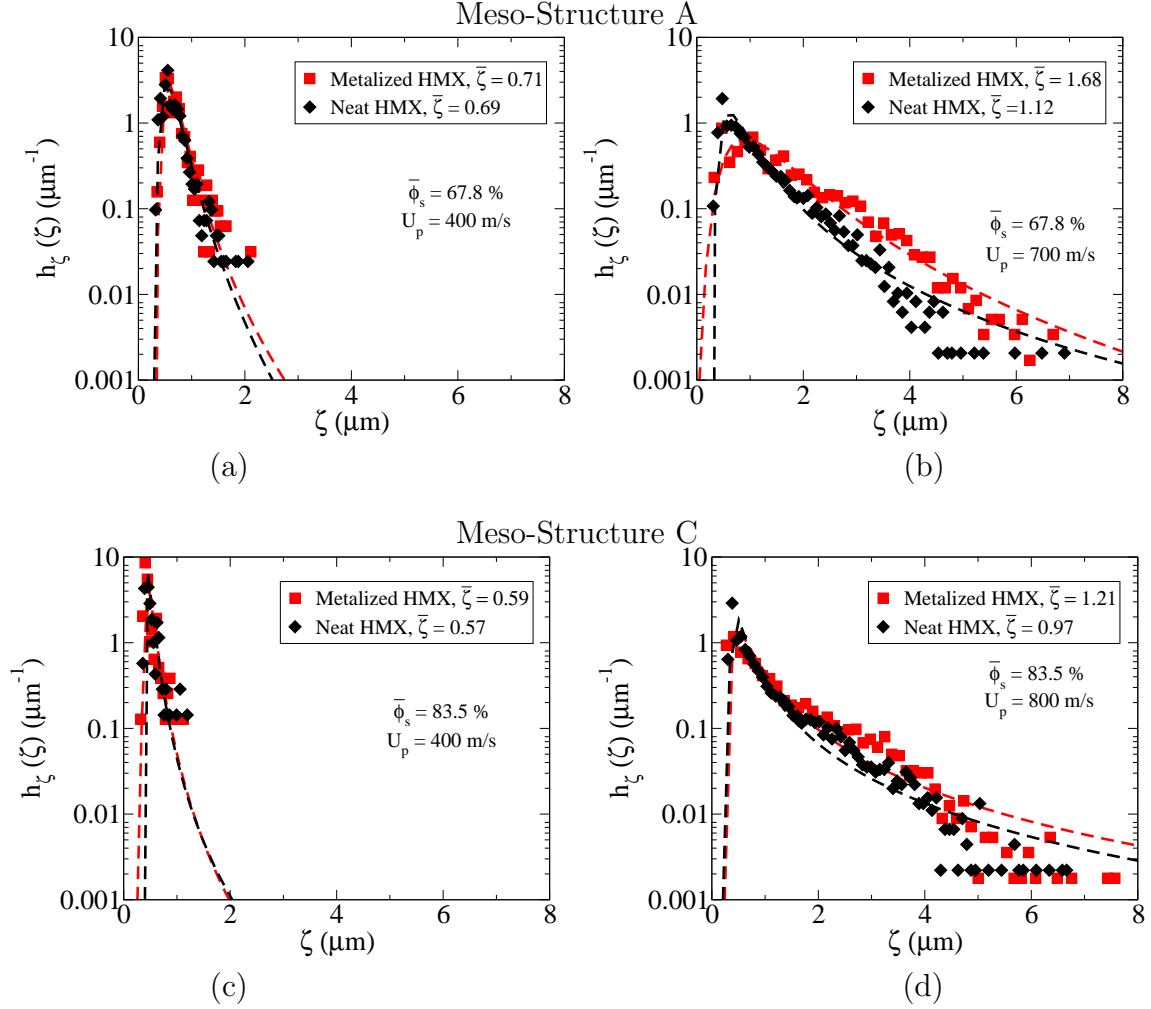 Meso-Structure A
10
1
0.1
0.01
0.001
h_ζ (ζ) (μm⁻¹)
Metalized HMX, ζ̅ = 0.71
Neat HMX, ζ̅ = 0.69
ϕ̅_s = 67.8 %
U_p = 400 m/s
0 2 4 6 8
ζ (μm)
(a)
10
1
0.1
0.01
0.001
h_ζ (ζ) (μm⁻¹)
Metalized HMX, ζ̅ = 1.68
Neat HMX, ζ̅ =1.12
ϕ̅_s = 67.8 %
U_p = 700 m/s
0 2 4 6 8
ζ (μm)
(b)
Meso-Structure C
10
1
0.1
0.01
0.001
h_ζ (ζ) (μm⁻¹)
Metalized HMX, ζ̅ = 0.59
Neat HMX, ζ̅ = 0.57
ϕ̅_s = 83.5 %
U_p = 400 m/s
0 2 4 6 8
ζ (μm)
(c)
10
1
0.1
0.01
0.001
h_ζ (ζ) (μm⁻¹)
Metalized HMX, ζ̅ = 1.21
Neat HMX, ζ̅ = 0.97
ϕ̅_s = 83.5 %
U_p = 800 m/s
0 2 4 6 8
ζ (μm)
(d)